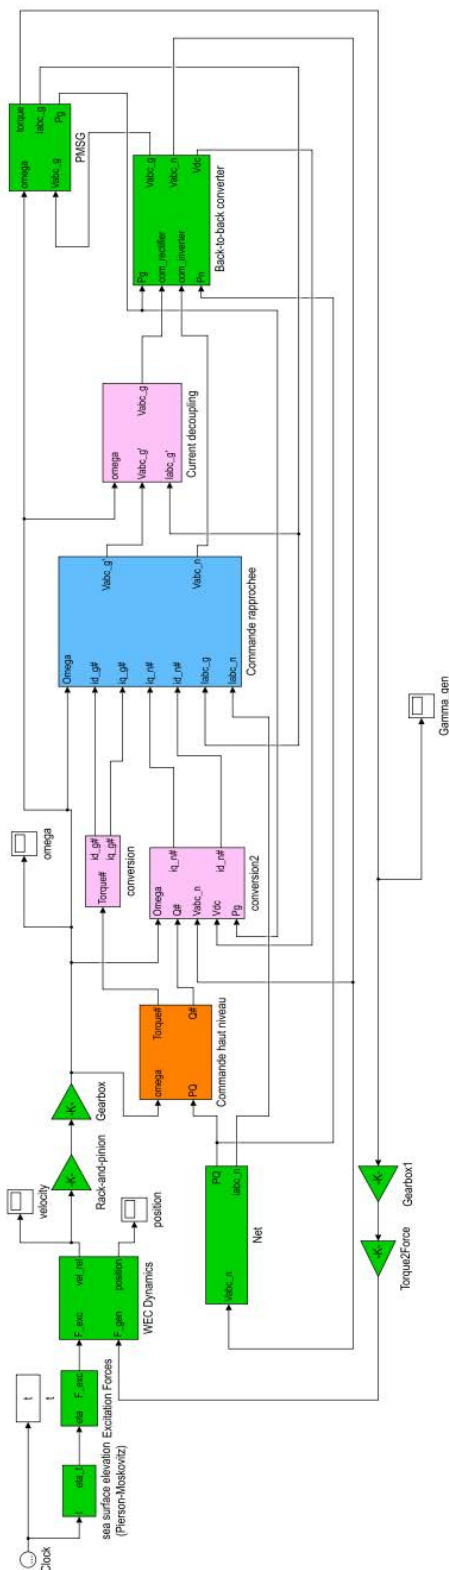 Clock
t
t
t
eta_t
sea surface elevation
(Pierson-Moskovitz)
eta
F_exc
Excitation Forces
F_exc
F_gen
vel_rel
position
WEC Dynamics
velocity
position
-K-
Rack-and-pinion
-K-
Gearbox
omega
Vabc_n
PQ
Iabc_n
Net
omega
PQ
Torque#
Q#
Commande haut niveau
Torque#
id_g#
iq_g#
conversion
Omega
Q#
Vabc_n
Vdc
Pg
iq_n#
id_n#
conversion2
Omega
id_g#
iq_g#
iq_n#
id_n#
Iabc_g
Iabc_n
Vabc_g'
Vabc_n
Commande rapprochee
omega
Vabc_g'
Iabc_g'
Vabc_g
Current decoupling
Pg
com_rectifier
com_inverter
Pn
Vabc_g
Vabc_n
Vdc
Back-to-back converter
omega
Vabc_g
torque
Iabc_g
Pg
PMSG
-K-
Torque2Force
-K-
Gearbox1
Gamma_gen